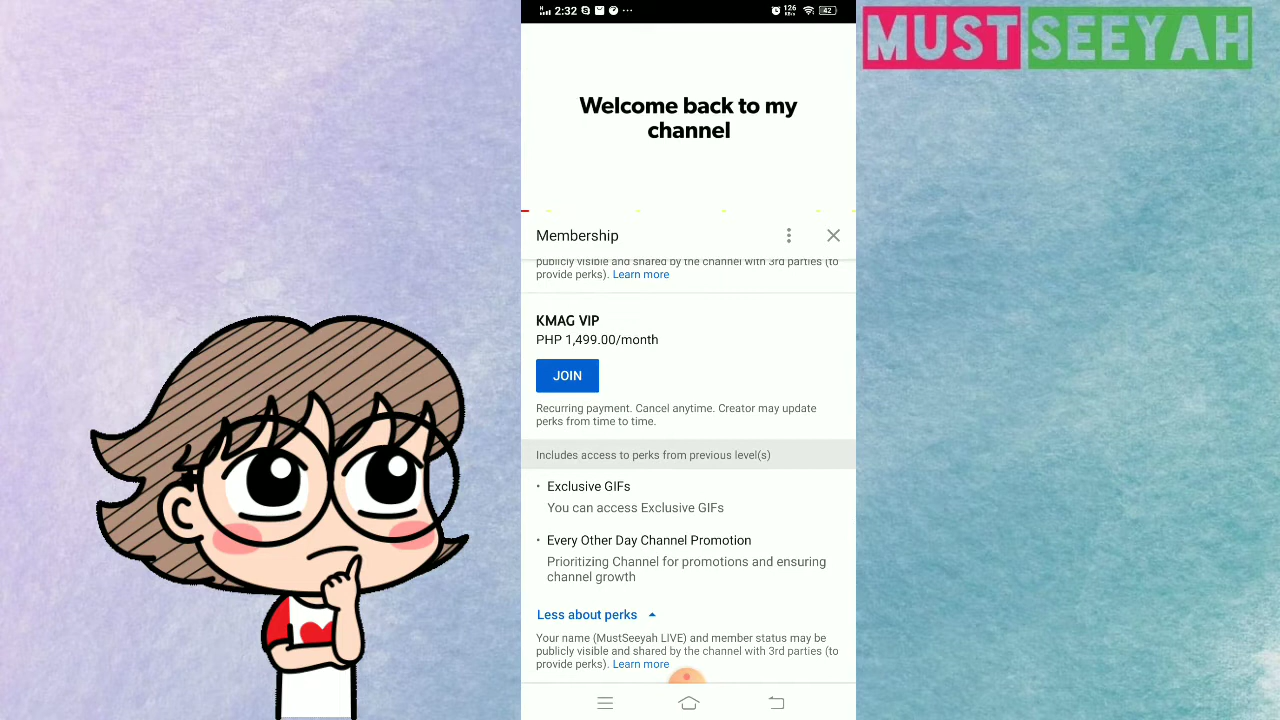 2:32
126
KB/s
42
MUST SEEYAH
Welcome back to my
channel
Membership
publicly visible and shared by the channel with 3rd parties (to
provide perks). Learn more
KMAG VIP
PHP 1,499.00/month
JOIN
Recurring payment. Cancel anytime. Creator may update
perks from time to time.
Includes access to perks from previous level(s)
• Exclusive GIFs
You can access Exclusive GIFs
• Every Other Day Channel Promotion
Prioritizing Channel for promotions and ensuring
channel growth
Less about perks
Your name (MustSeeyah LIVE) and member status may be
publicly visible and shared by the channel with 3rd parties (to
provide perks). Learn more